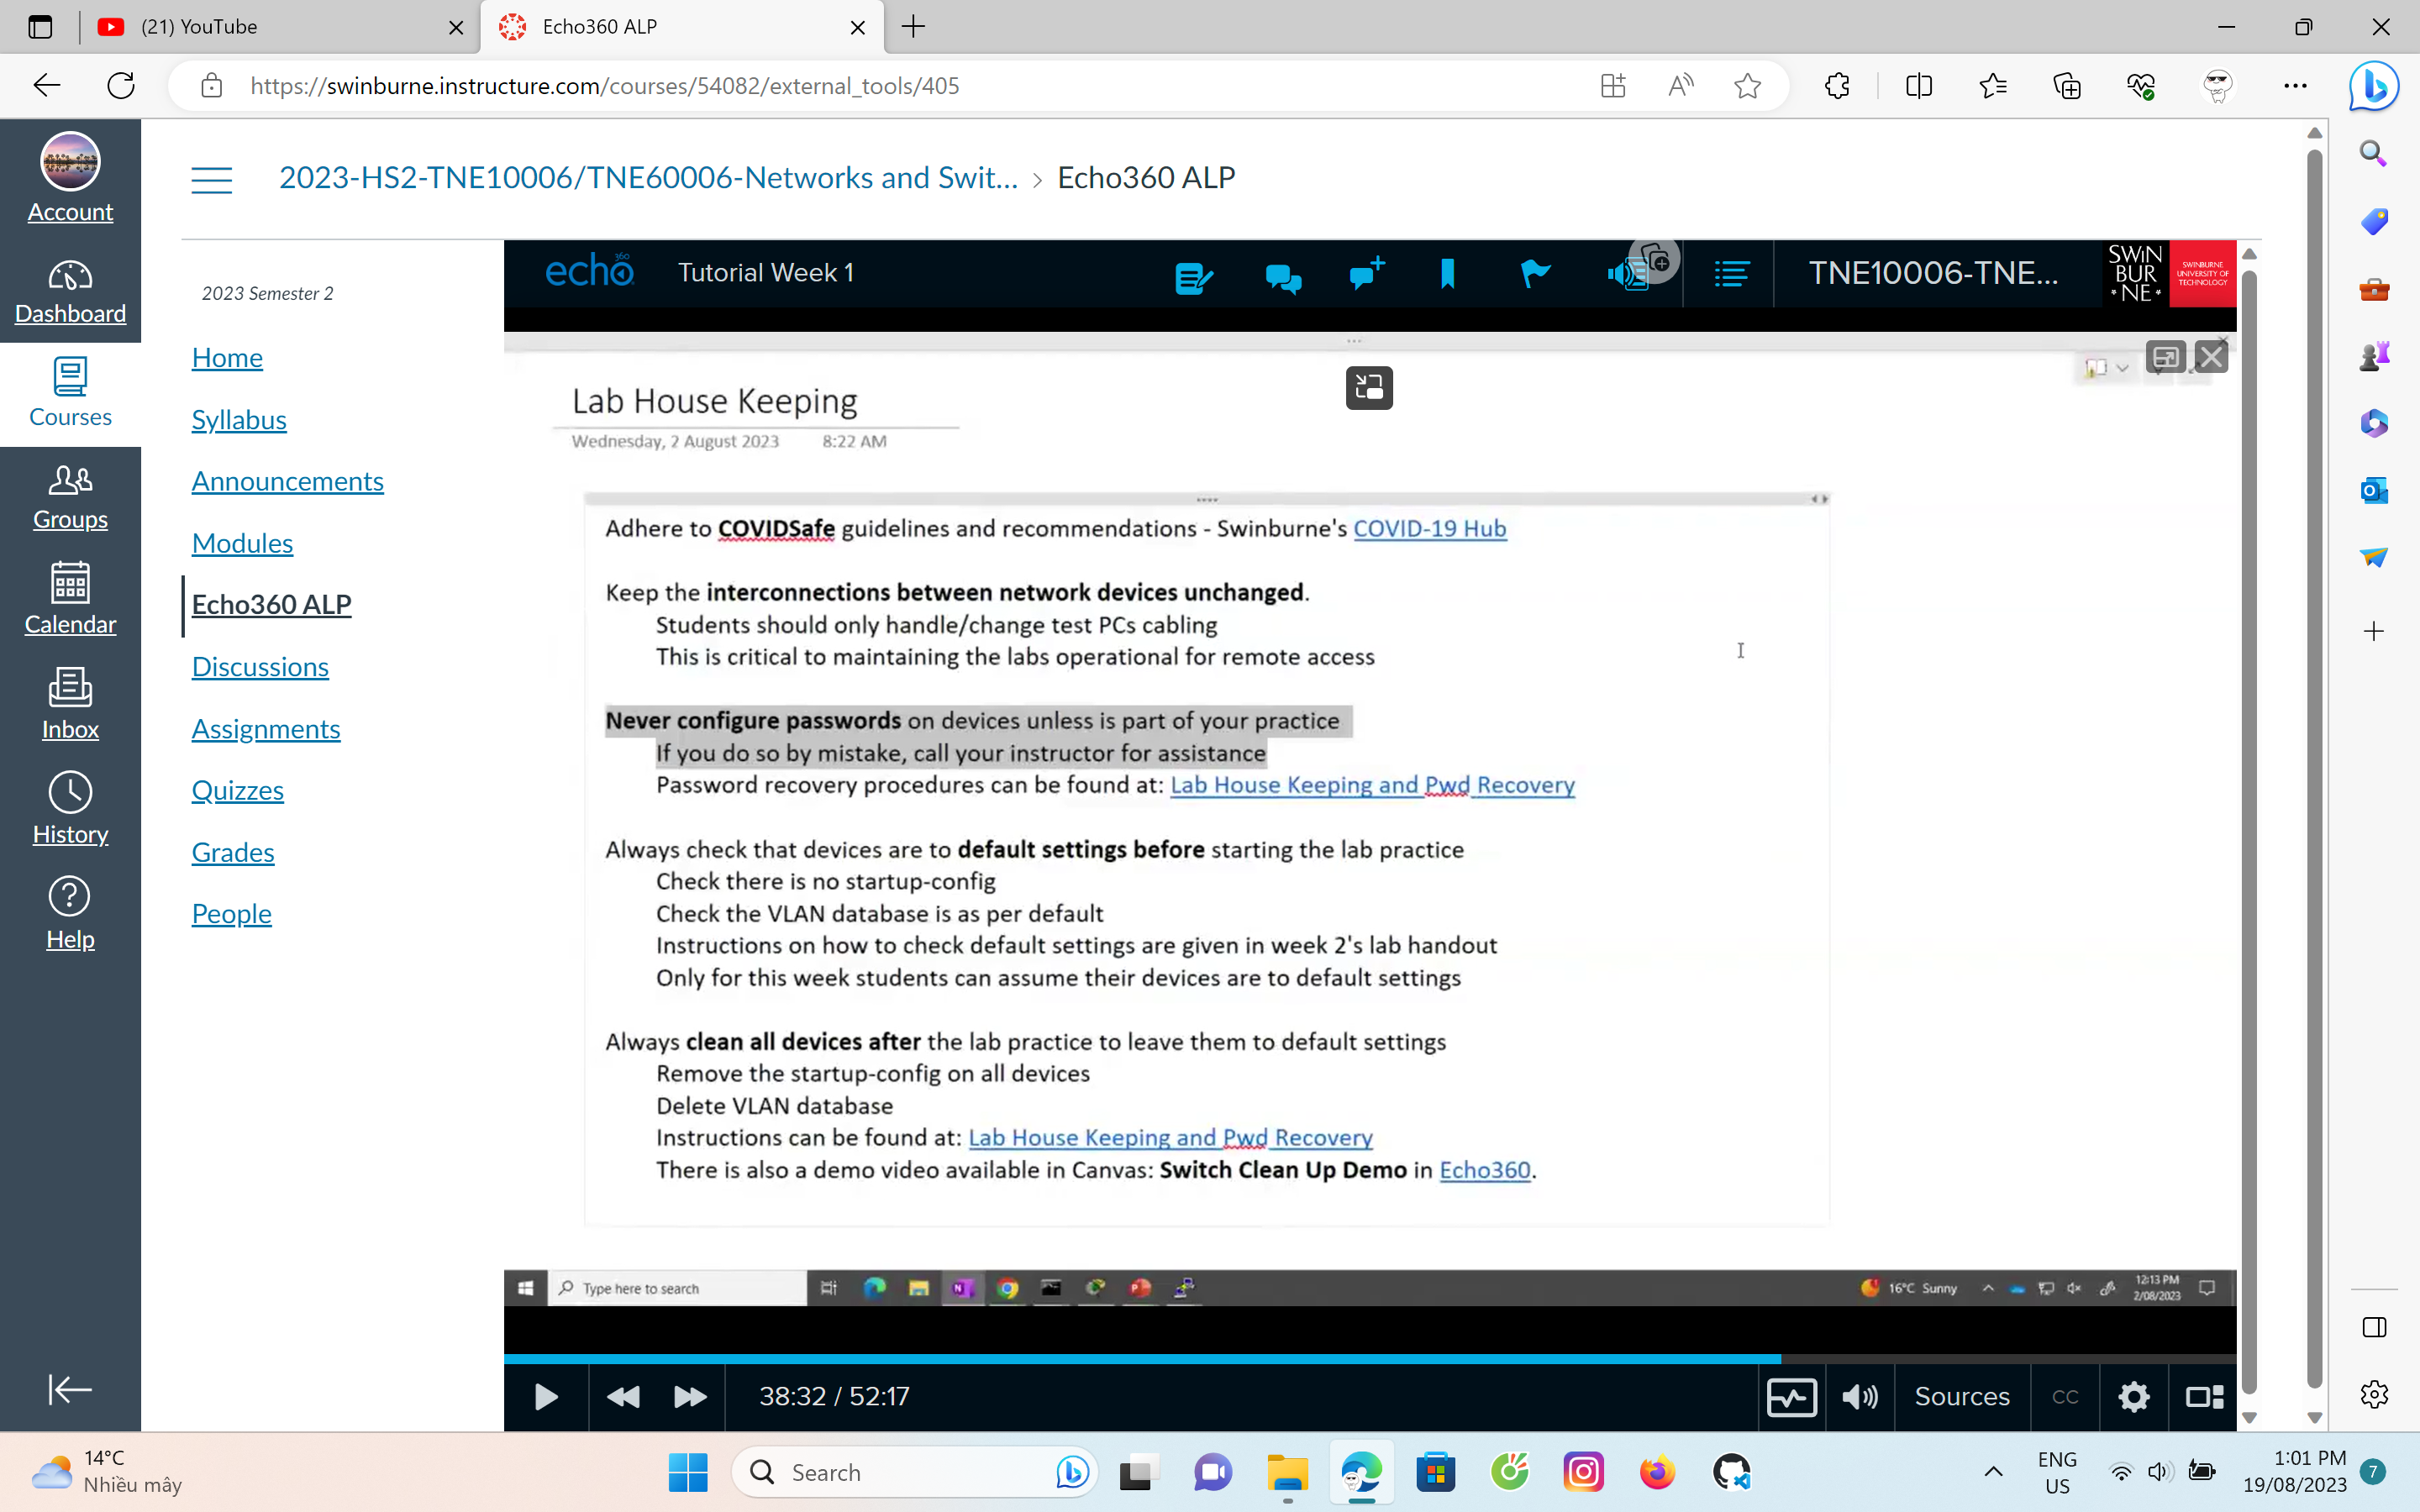 (21) YouTube
Echo360 ALP
https://swinburne.instructure.com/courses/54082/external_tools/405
2023-HS2-TNE10006/TNE60006-Networks and Swit... > Echo360 ALP
Account
Dashboard
Courses
Groups
Calendar
Inbox
History
Help
2023 Semester 2
Home
Syllabus
Announcements
Modules
Echo360 ALP
Discussions
Assignments
Quizzes
Grades
People
echo360 Tutorial Week 1
TNE10006-TNE...
SWIN
BUR
*NE*
SWINBURNE
UNIVERSITY OF
TECHNOLOGY
Lab House Keeping
Wednesday, 2 August 2023 8:22 AM
Adhere to COVIDSafe guidelines and recommendations - Swinburne's COVID-19 Hub
Keep the interconnections between network devices unchanged.
Students should only handle/change test PCs cabling
This is critical to maintaining the labs operational for remote access
Never configure passwords on devices unless is part of your practice
If you do so by mistake, call your instructor for assistance
Password recovery procedures can be found at: Lab House Keeping and Pwd Recovery
Always check that devices are to default settings before starting the lab practice
Check there is no startup-config
Check the VLAN database is as per default
Instructions on how to check default settings are given in week 2's lab handout
Only for this week students can assume their devices are to default settings
Always clean all devices after the lab practice to leave them to default settings
Remove the startup-config on all devices
Delete VLAN database
Instructions can be found at: Lab House Keeping and Pwd Recovery
There is also a demo video available in Canvas: Switch Clean Up Demo in Echo360.
Type here to search
16°C Sunny
12:13 PM
2/08/2023
38:32 / 52:17
Sources
CC
14°C
Nhiều mây
Search
ENG
US
1:01 PM
19/08/2023
7